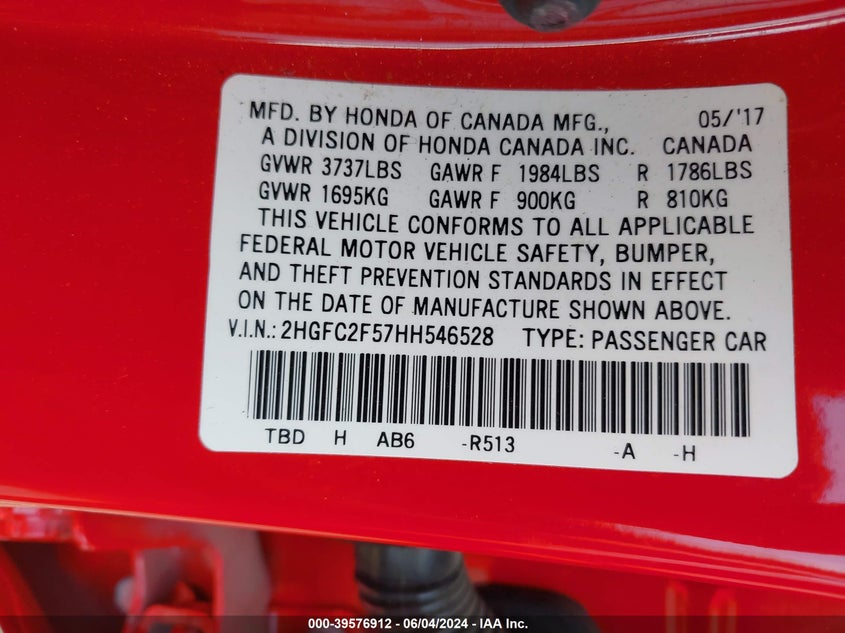 MFD. BY HONDA OF CANADA MFG., 05/'17
A DIVISION OF HONDA CANADA INC. CANADA
GVWR 3737LBS GAWR F 1984LBS R 1786LBS
GVWR 1695KG GAWR F 900KG R 810KG
THIS VEHICLE CONFORMS TO ALL APPLICABLE
FEDERAL MOTOR VEHICLE SAFETY, BUMPER,
AND THEFT PREVENTION STANDARDS IN EFFECT
ON THE DATE OF MANUFACTURE SHOWN ABOVE.
V.I.N.: 2HGFC2F57HH546528 TYPE: PASSENGER CAR
TBD H AB6 -R513 -A -H
000-39576912 - 06/04/2024 - IAA Inc.